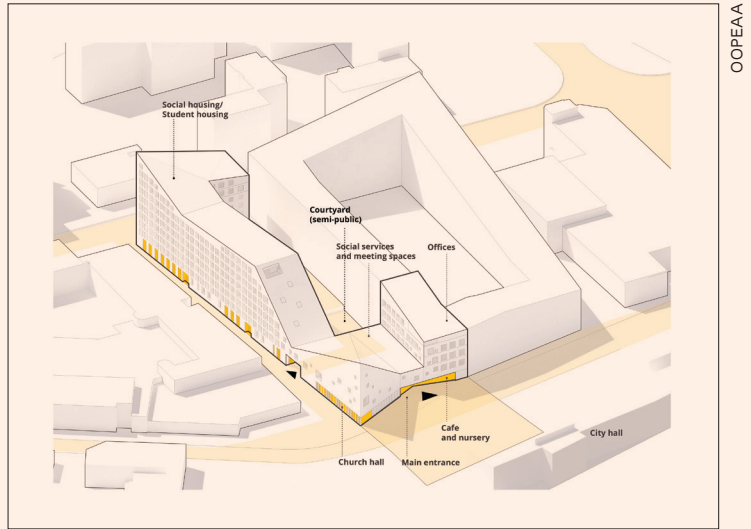 OOPEAA
Social housing/
Student housing
Courtyard
(semi-public)
Social services
and meeting spaces
Offices
Cafe
and nursery
City hall
Church hall
Main entrance